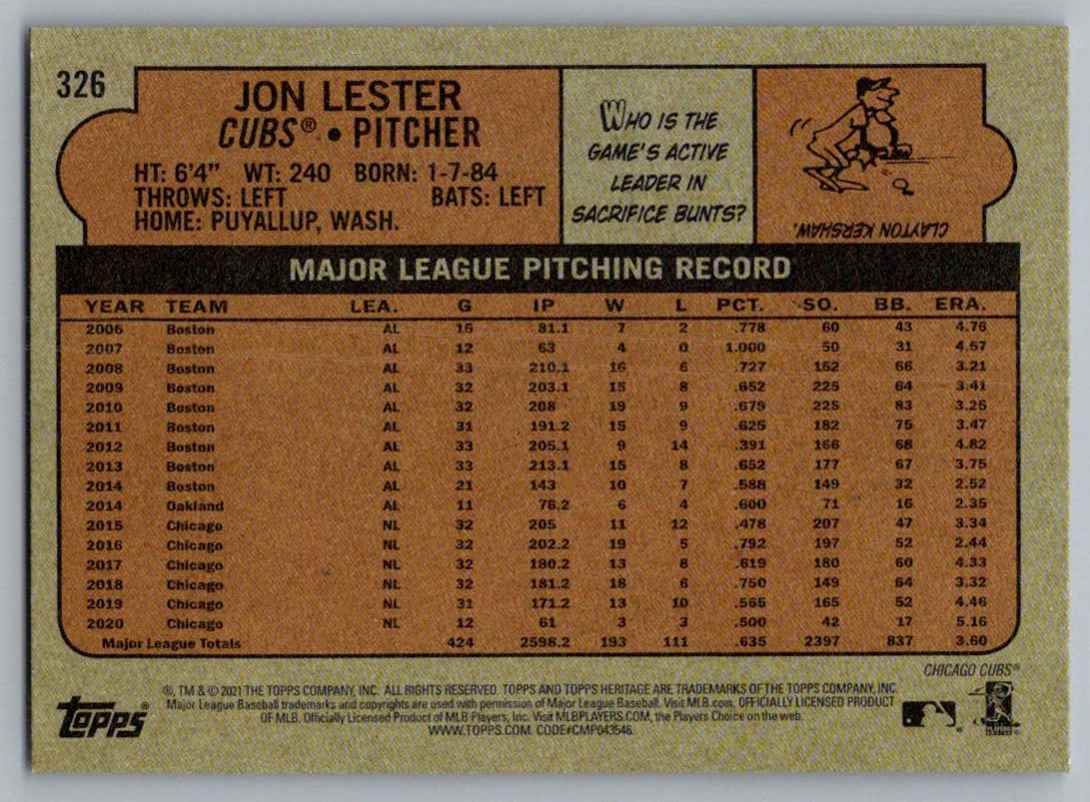 326
JON LESTER
CUBS® • PITCHER
HT: 6'4" WT: 240 BORN: 1-7-84
THROWS: LEFT BATS: LEFT
HOME: PUYALLUP, WASH.
WHO IS THE
GAME'S ACTIVE
LEADER IN
SACRIFICE BUNTS?
CLAYTON KERSHAW.
MAJOR LEAGUE PITCHING RECORD
YEAR TEAM LEA. G IP W L PCT. SO. BB. ERA.
2006 Boston AL 15 81.1 7 2 .778 60 43 4.76
2007 Boston AL 12 63 4 0 1.000 50 31 4.57
2008 Boston AL 33 210.1 16 6 .727 152 66 3.21
2009 Boston AL 32 203.1 15 8 .652 225 64 3.41
2010 Boston AL 32 208 19 9 .679 225 83 3.25
2011 Boston AL 31 191.2 15 9 .625 182 75 3.47
2012 Boston AL 33 205.1 9 14 .391 166 68 4.82
2013 Boston AL 33 213.1 15 8 .652 177 67 3.75
2014 Boston AL 21 143 10 7 .588 149 32 2.52
2014 Oakland AL 11 76.2 6 4 .600 71 16 2.35
2015 Chicago NL 32 205 11 12 .478 207 47 3.34
2016 Chicago NL 32 202.2 19 5 .792 197 52 2.44
2017 Chicago NL 32 180.2 13 8 .619 180 60 4.33
2018 Chicago NL 32 181.2 18 6 .750 149 64 3.32
2019 Chicago NL 31 171.2 13 10 .565 165 52 4.46
2020 Chicago NL 12 61 3 3 .500 42 17 5.16
Major League Totals 424 2598.2 193 111 .635 2397 837 3.60
CHICAGO CUBS®
®, TM & © 2021 THE TOPPS COMPANY, INC. ALL RIGHTS RESERVED. TOPPS AND TOPPS HERITAGE ARE TRADEMARKS OF THE TOPPS COMPANY, INC.
Major League Baseball trademarks and copyrights are used with permission of Major League Baseball. Visit MLB.com. OFFICIALLY LICENSED PRODUCT
OF MLB. Officially Licensed Product of MLB Players, Inc. Visit MLBPLAYERS.COM, the Players Choice on the web.
WWW.TOPPS.COM. CODE#CMP043546.
Topps®